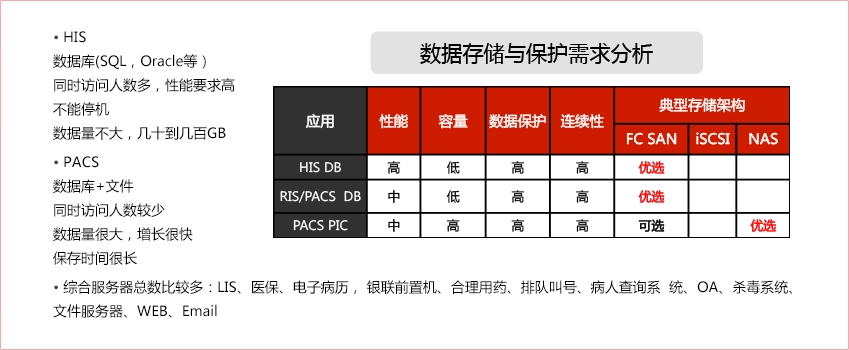 • HIS
数据库(SQL，Oracle等 )
同时访问人数多，性能要求高
不能停机
数据量不大，几十到几百GB
• PACS
数据库+文件
同时访问人数较少
数据量很大，增长很快
保存时间很长
数据存储与保护需求分析
应用 性能 容量 数据保护 连续性 典型存储架构
FC SAN iSCSI NAS
HIS DB 高 低 高 高 优选
RIS/PACS DB 中 低 高 高 优选
PACS PIC 中 高 高 高 可选 优选
• 综合服务器总数比较多：LIS、医保、电子病历， 银联前置机、合理用药、排队叫号、病人查询系 统、OA、杀毒系统、
文件服务器、WEB、Email